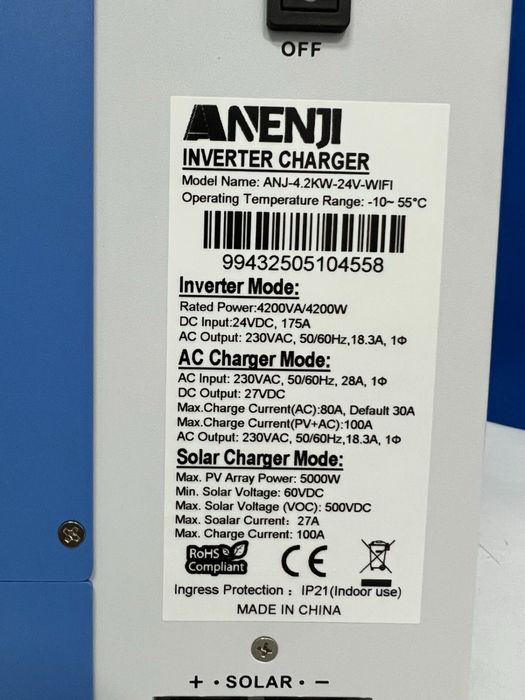 OFF
ANENJI
INVERTER CHARGER
Model Name: ANJ-4.2KW-24V-WIFI
Operating Temperature Range: -10~ 55°C
99432505104558
Inverter Mode:
Rated Power:4200VA/4200W
DC Input:24VDC, 175A
AC Output: 230VAC, 50/60Hz,18.3A, 1Φ
AC Charger Mode:
AC Input: 230VAC, 50/60Hz, 28A, 1Φ
DC Output: 27VDC
Max.Charge Current(AC):80A, Default 30A
Max.Charge Current(PV+AC):100A
AC Output: 230VAC, 50/60Hz,18.3A, 1Φ
Solar Charger Mode:
Max. PV Array Power: 5000W
Min. Solar Voltage: 60VDC
Max. Solar Voltage (VOC): 500VDC
Max. Soalar Current: 27A
Max. Charge Current: 100A
RoHS
Compliant
CE
Ingress Protection : IP21(Indoor use)
MADE IN CHINA
+ · SOLAR · -